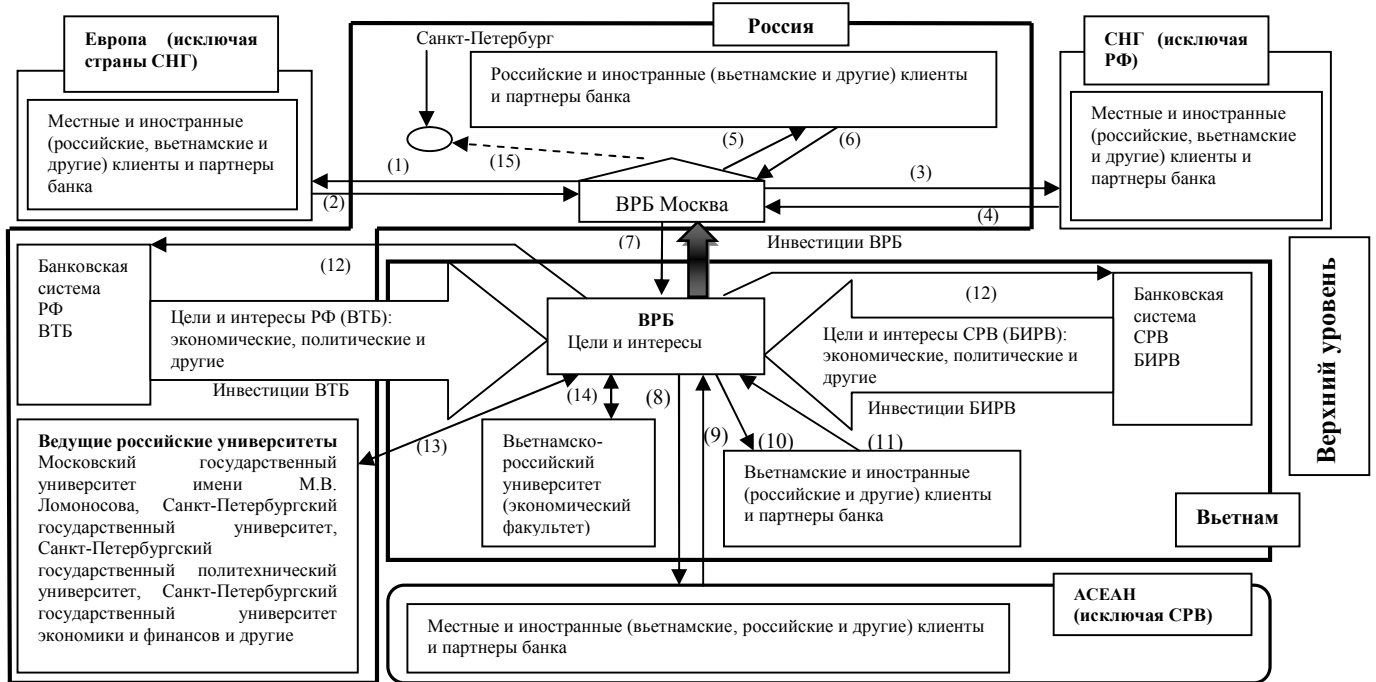 Россия
Европа (исключая
страны СНГ)
Местные и иностранные
(российские, вьетнамские и
другие) клиенты и партнеры
банка
Санкт-Петербург
Российские и иностранные (вьетнамские и другие) клиенты
и партнеры банка
СНГ (исключая
РФ)
Местные и иностранные
(российские, вьетнамские
и другие) клиенты и
партнеры банка
(1)
(2)
(15)
(5)
(6)
(3)
(4)
ВРБ Москва
(7)
Инвестиции ВРБ
Верхний уровень
Банковская
система
РФ
ВТБ
(12)
Цели и интересы РФ (ВТБ):
экономические, политические и
другие
Инвестиции ВТБ
ВРБ
Цели и интересы
(12)
Цели и интересы СРВ (БИРВ):
экономические, политические и
другие
Инвестиции БИРВ
Банковская
система
СРВ
БИРВ
(13)
(14)
(8)
(9)
(10)
(11)
Ведущие российские университеты
Московский государственный
университет имени М.В.
Ломоносова, Санкт-Петербургский
государственный университет,
Санкт-Петербургский
государственный политехнический
университет, Санкт-Петербургский
государственный университет
экономики и финансов и другие
Вьетнамско-
российский
университет
(экономический
факультет)
Вьетнамские и иностранные
(российские и другие) клиенты
и партнеры банка
Вьетнам
АСЕАН
(исключая СРВ)
Местные и иностранные (вьетнамские, российские и другие) клиенты
и партнеры банка